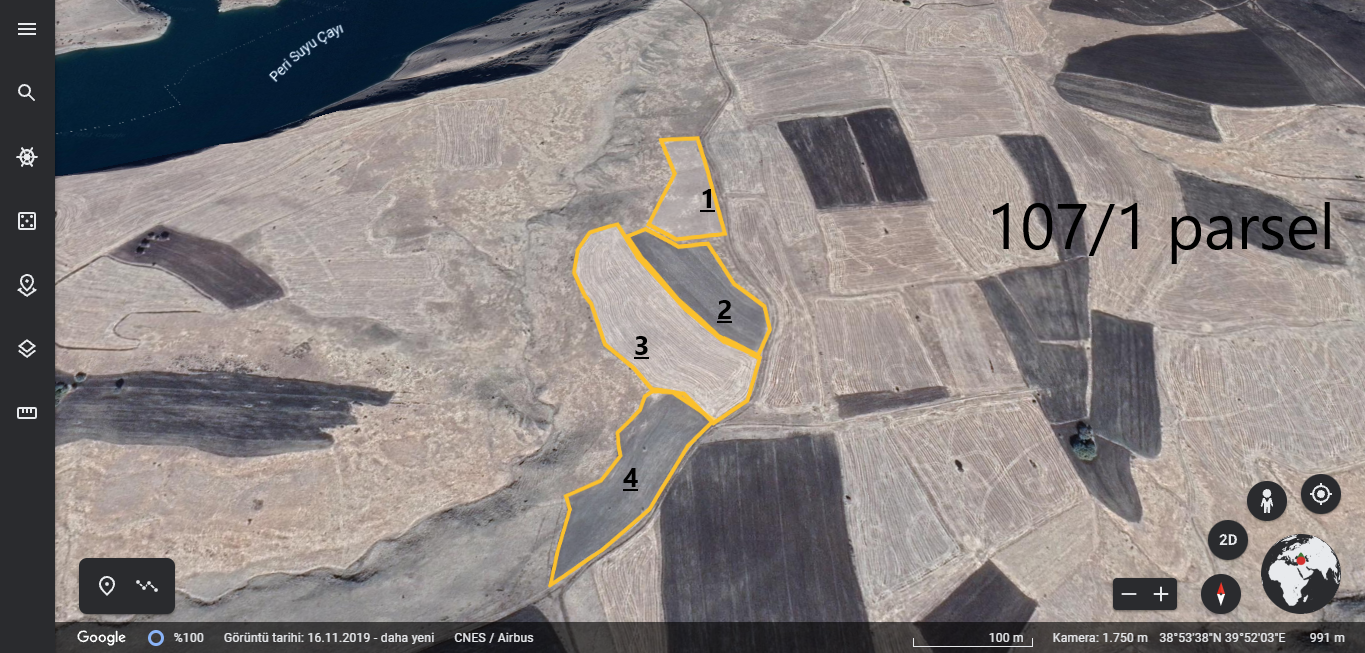 Peri Suyu Çayı
1
107/1 parsel
2
3
4
2D
Google %100 Görüntü tarihi: 16.11.2019 - daha yeni CNES / Airbus 100 m Kamera: 1.750 m 38°53'38"N 39°52'03"E 991 m